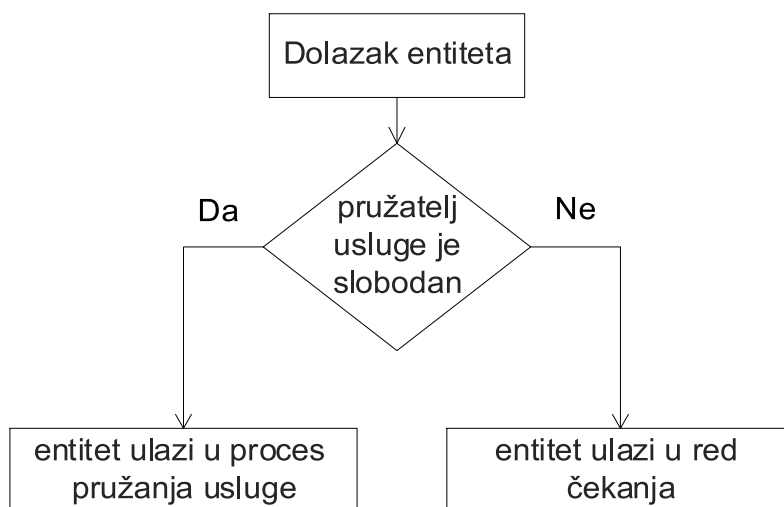 Dolazak entiteta
Da
pružatelj
usluge je
slobodan
Ne
entitet ulazi u proces
pružanja usluge
entitet ulazi u red
čekanja